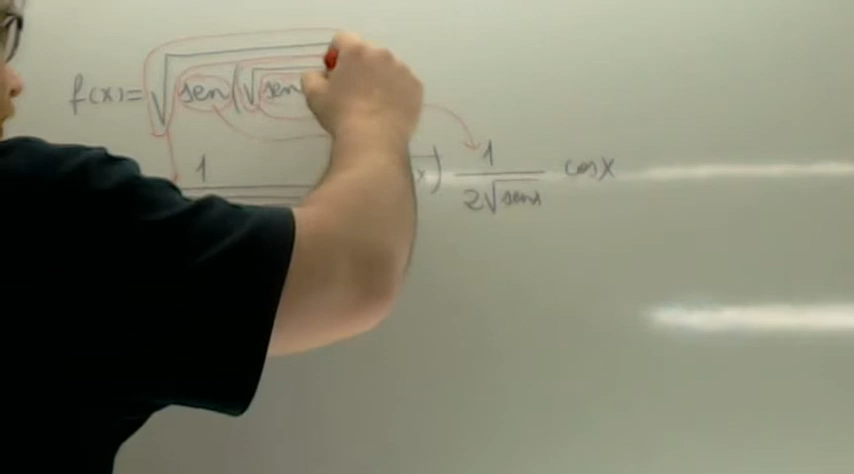 f(x)=√sen(√sen
1 x) 1/2√senx cosx